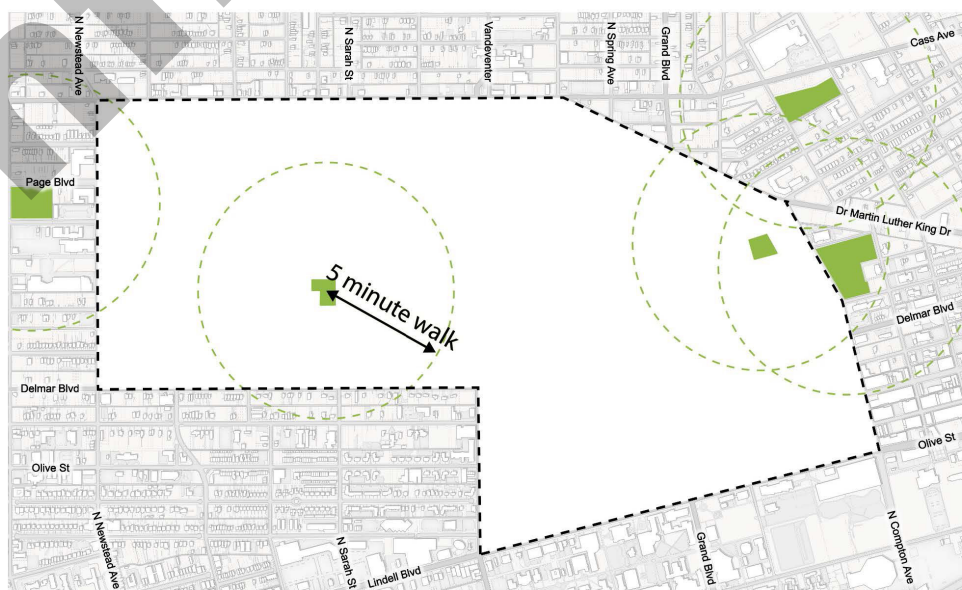 N Newstead Ave
N Sarah St
Vandeventer
N Spring Ave
Grand Blvd
Cass Ave
Page Blvd
Dr Martin Luther King Dr
5 minute walk
Delmar Blvd
Delmar Blvd
Olive St
Olive St
N Newstead Ave
N Sarah St
Lindell Blvd
Grand Blvd
N Compton Ave